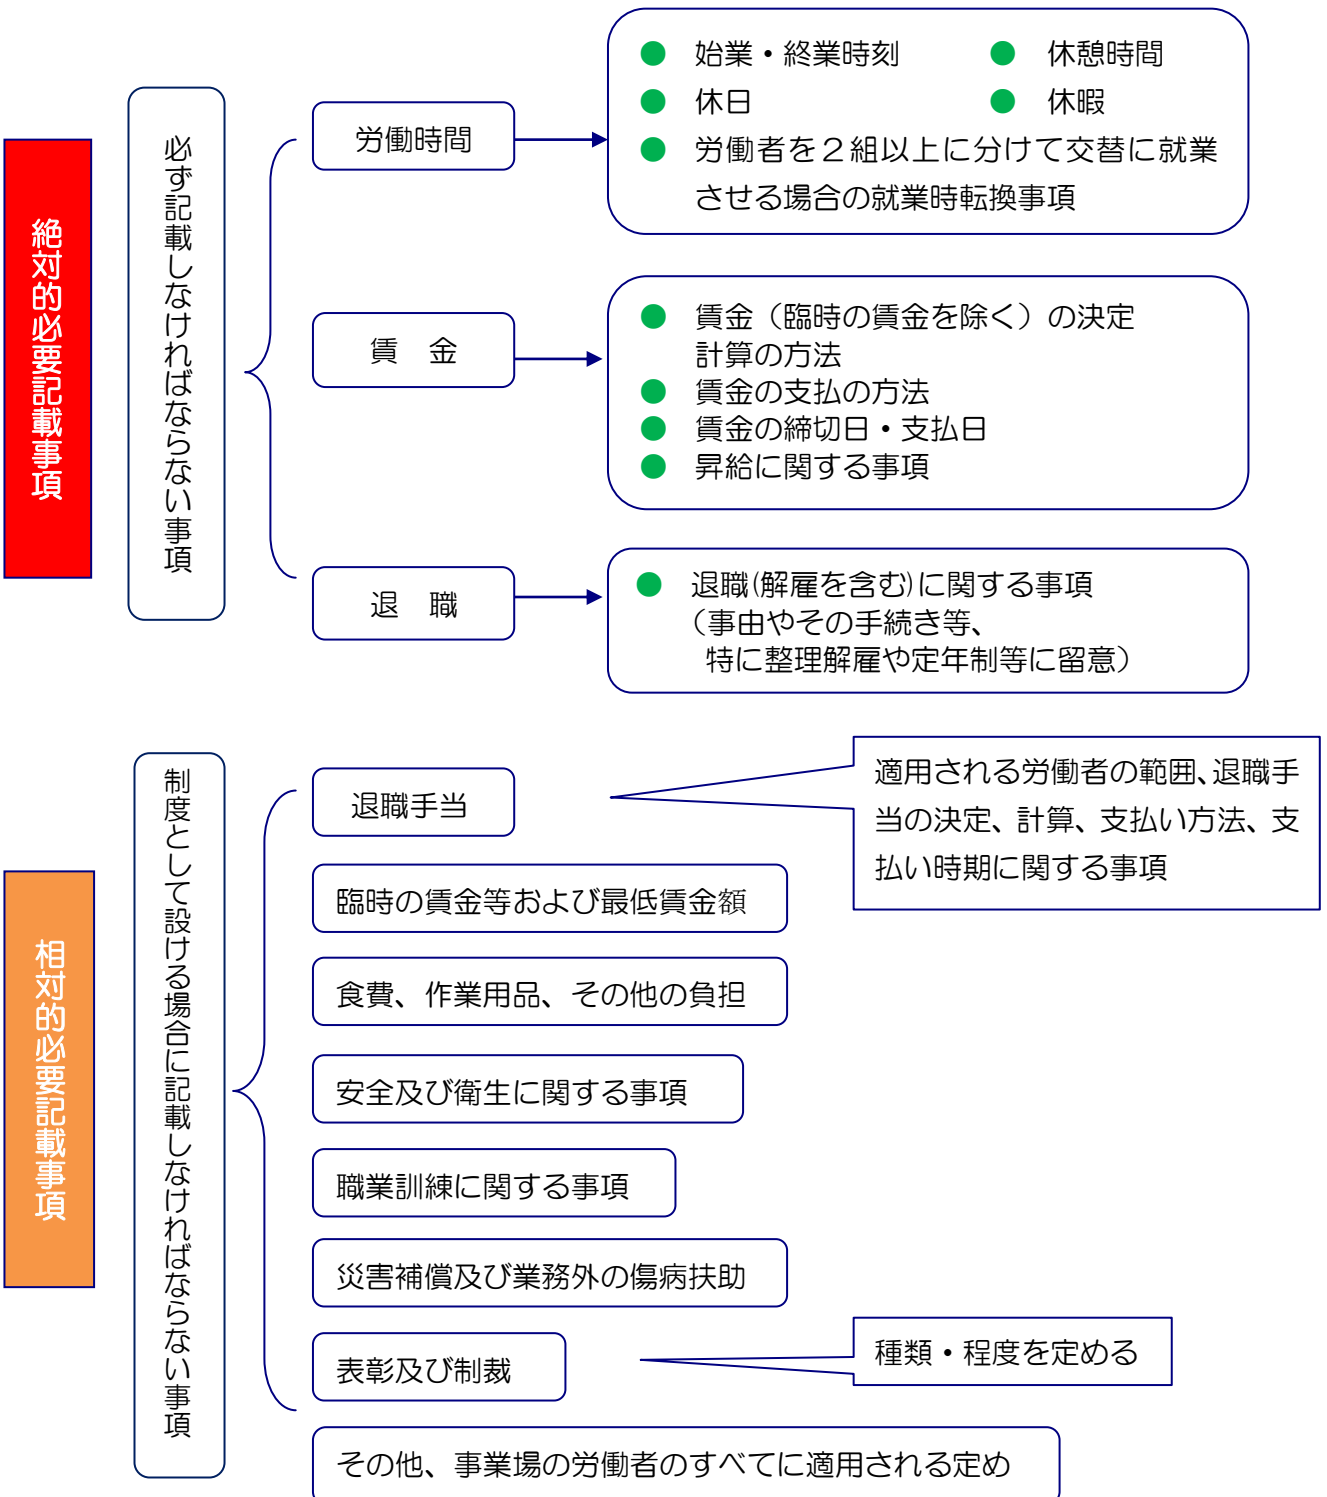 絶対的必要記載事項
必ず記載しなければならない事項
労働時間
● 始業・終業時刻 ● 休憩時間
● 休日 ● 休暇
● 労働者を２組以上に分けて交替に就業
させる場合の就業時転換事項
賃 金
● 賃金（臨時の賃金を除く）の決定
計算の方法
● 賃金の支払の方法
● 賃金の締切日・支払日
● 昇給に関する事項
退 職
● 退職(解雇を含む)に関する事項
（事由やその手続き等、
特に整理解雇や定年制等に留意）
相対的必要記載事項
制度として設ける場合に記載しなければならない事項
退職手当
適用される労働者の範囲、退職手
当の決定、計算、支払い方法、支
払い時期に関する事項
臨時の賃金等および最低賃金額
食費、作業用品、その他の負担
安全及び衛生に関する事項
職業訓練に関する事項
災害補償及び業務外の傷病扶助
表彰及び制裁
種類・程度を定める
その他、事業場の労働者のすべてに適用される定め